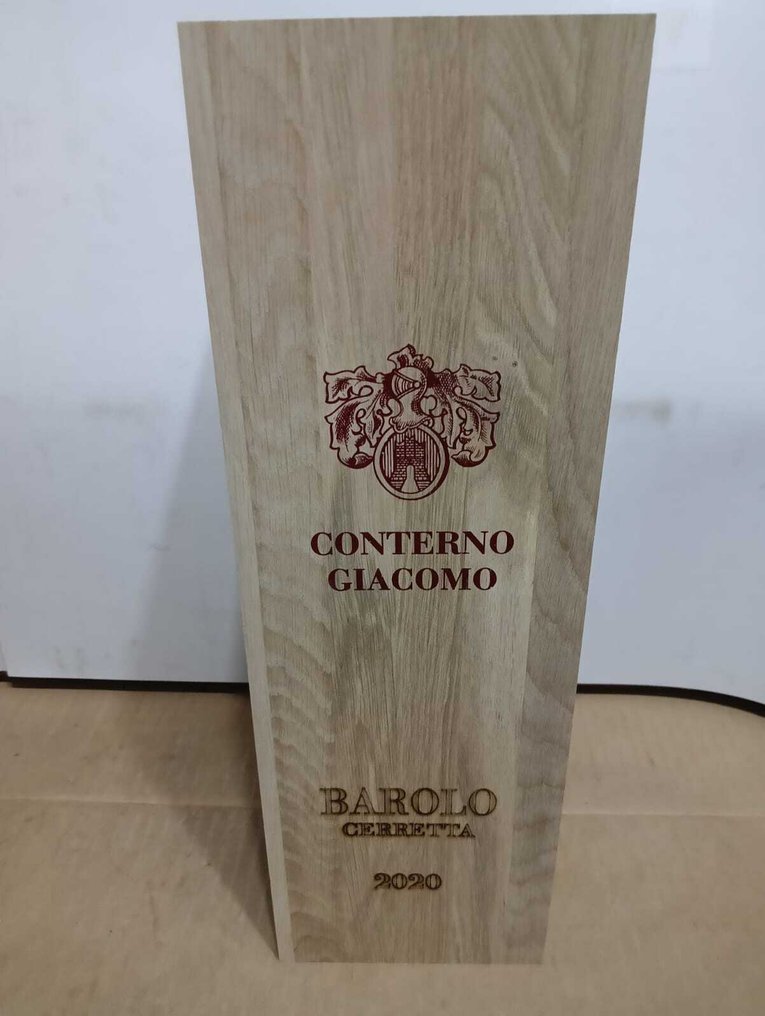 CONTERNO
GIACOMO
BAROLO
CERRETTA
2020